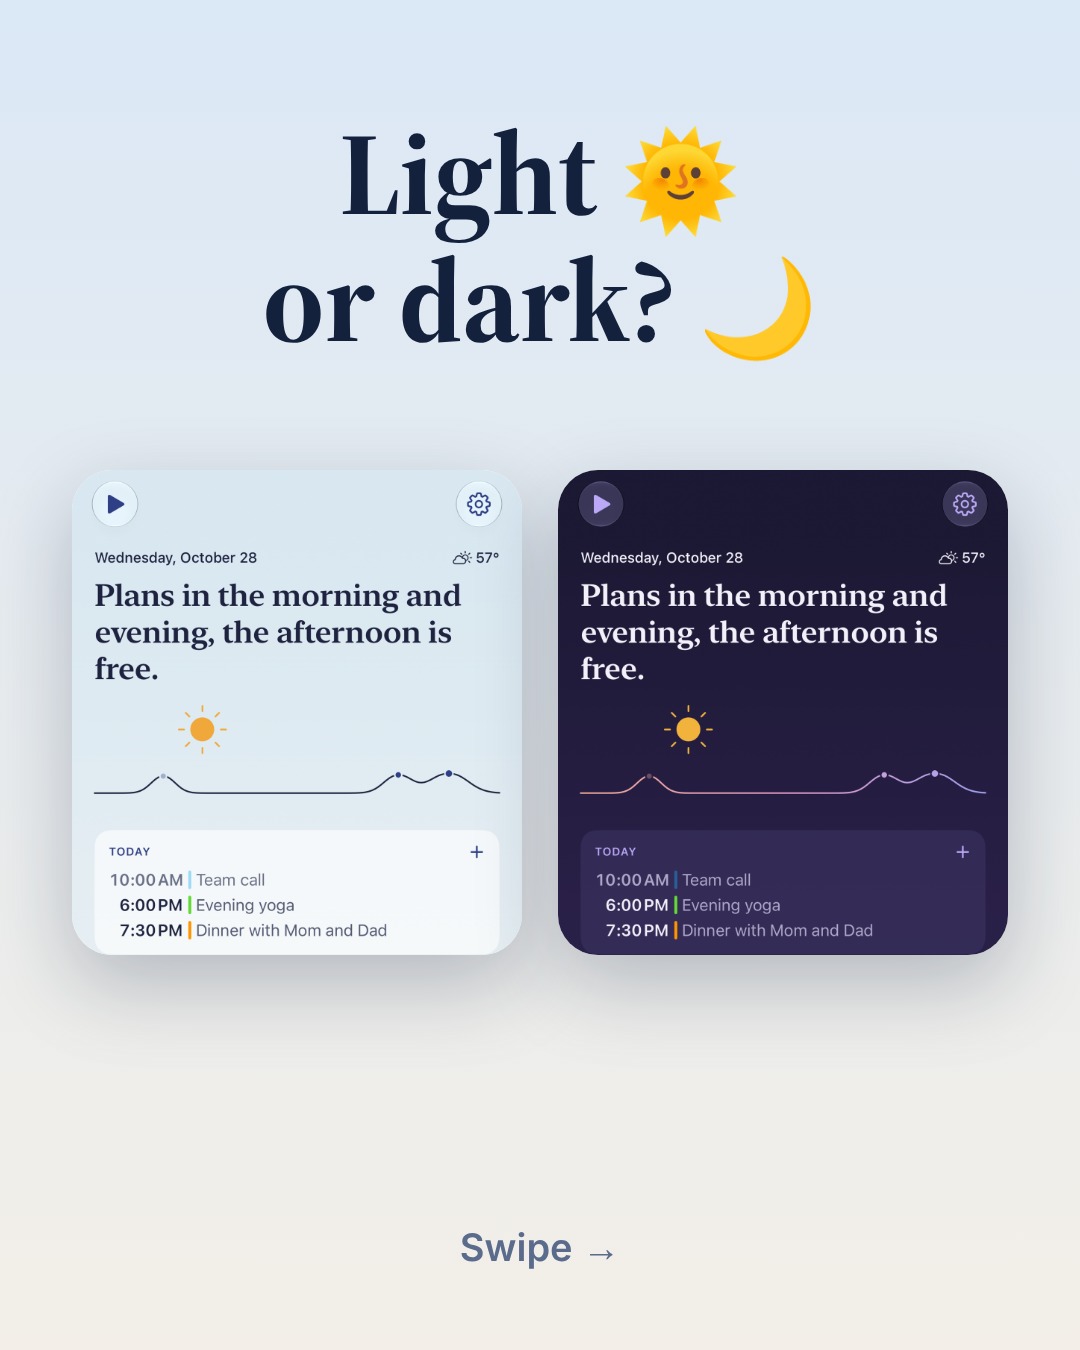 Light 🌞
or dark? 🌙
Wednesday, October 28
57°
Plans in the morning and
evening, the afternoon is
free.
TODAY
+
10:00 AM Team call
6:00 PM Evening yoga
7:30 PM Dinner with Mom and Dad
Wednesday, October 28
57°
Plans in the morning and
evening, the afternoon is
free.
TODAY
+
10:00 AM Team call
6:00 PM Evening yoga
7:30 PM Dinner with Mom and Dad
Swipe →